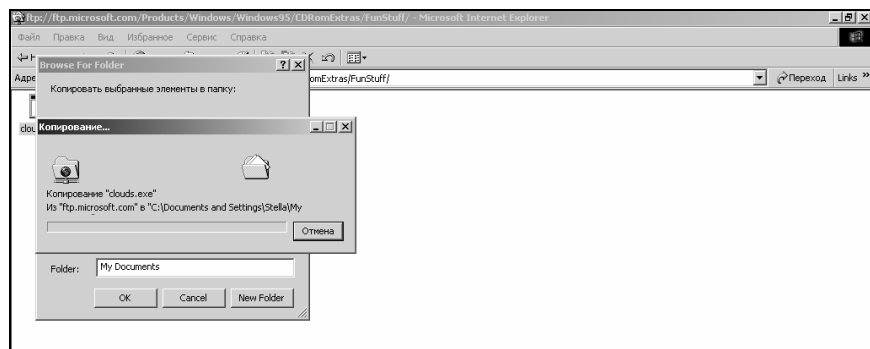 ftp://ftp.microsoft.com/Products/Windows/Windows95/CDRomExtras/FunStuff/ - Microsoft Internet Explorer
Файл Правка Вид Избранное Сервис Справка
Browse For Folder
Адре omExtras/FunStuff/ Переход Links »
Копировать выбранные элементы в папку:
clou
Копирование...
Копирование "clouds.exe"
Из "ftp.microsoft.com" в "C:\Documents and Settings\Stella\My
Отмена
Folder: My Documents
OK Cancel New Folder